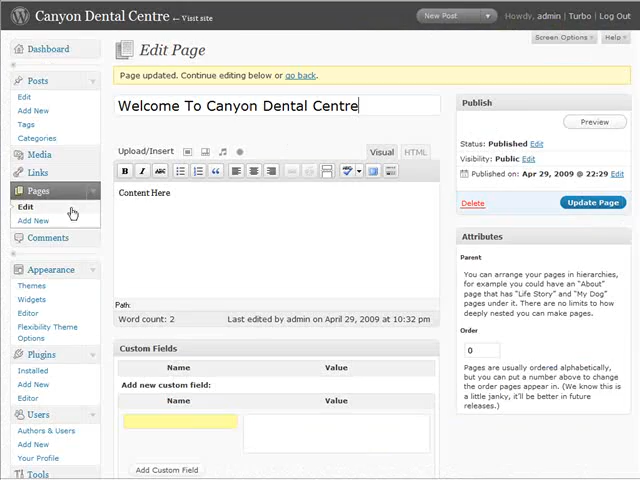 Canyon Dental Centre ← Visit site
New Post
Howdy, admin | Turbo | Log Out
Screen Options
Help
Dashboard
Posts
Edit
Add New
Tags
Categories
Media
Links
Pages
Edit
Add New
Comments
Appearance
Themes
Widgets
Editor
Flexibility Theme
Options
Plugins
Installed
Add New
Editor
Users
Authors & Users
Add New
Your Profile
Tools
Edit Page
Page updated. Continue editing below or go back.
Welcome To Canyon Dental Centre
Upload/Insert
Visual
HTML
B I ABC
ABC
Content Here
Path:
Word count: 2
Last edited by admin on April 29, 2009 at 10:32 pm
Custom Fields
Name Value
Add new custom field:
Name Value
Add Custom Field
Publish
Preview
Status: Published Edit
Visibility: Public Edit
Published on: Apr 29, 2009 @ 22:29 Edit
Delete
Update Page
Attributes
Parent
You can arrange your pages in hierarchies,
for example you could have an "About"
page that has "Life Story" and "My Dog"
pages under it. There are no limits to how
deeply nested you can make pages.
Order
0
Pages are usually ordered alphabetically,
but you can put a number above to change
the order pages appear in. (We know this is
a little janky, it'll be better in future
releases.)